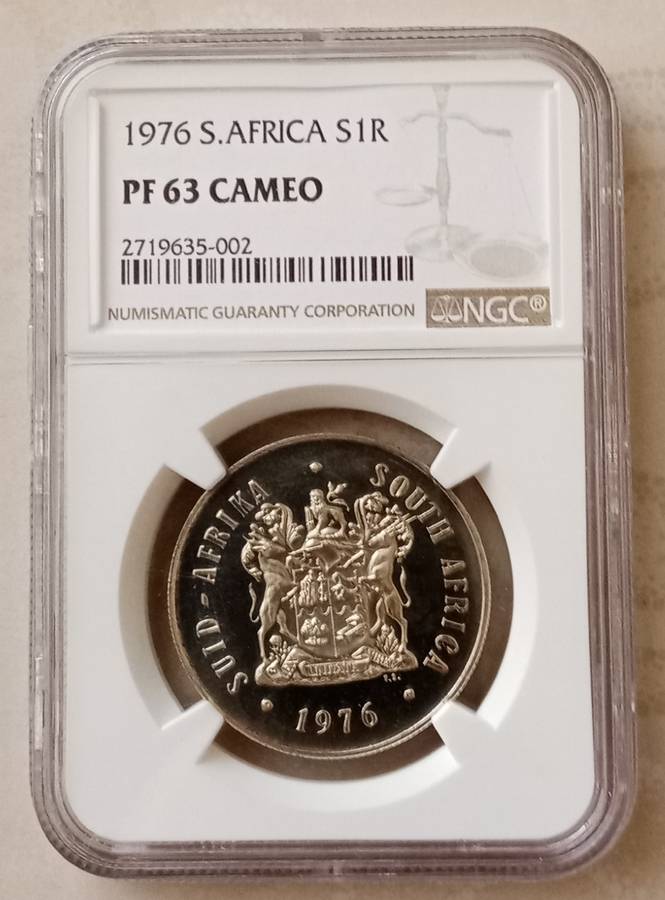 1976 S.AFRICA S1R
PF 63 CAMEO
2719635-002
NUMISMATIC GUARANTY CORPORATION
NGC®
SUID-AFRIKA · SOUTH AFRICA
· 1976 ·